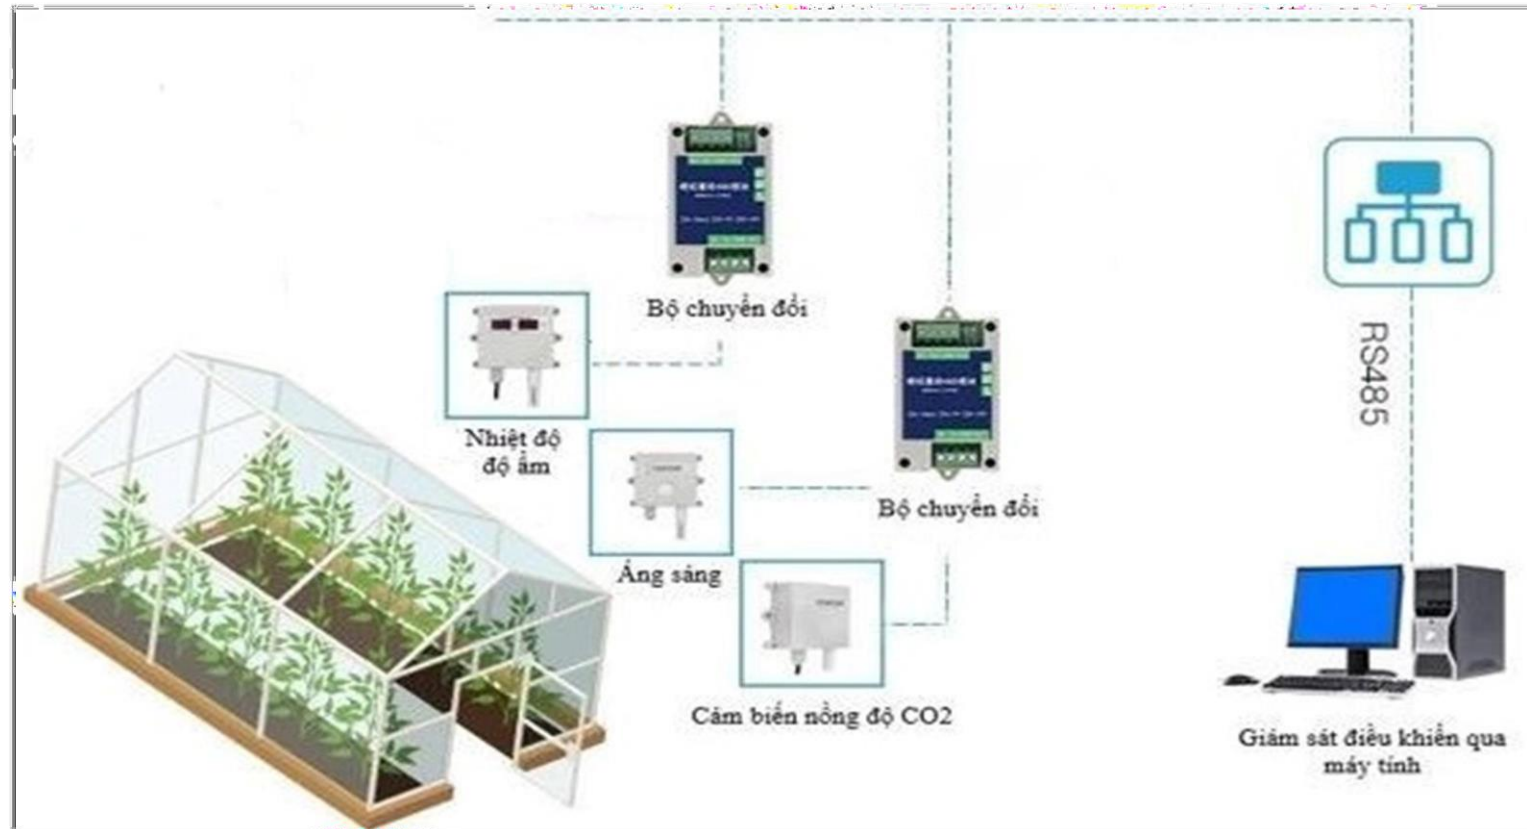 Bộ chuyển đổi
RS485
Nhiệt độ
độ ẩm
Bộ chuyển đổi
Áng sáng
Cảm biến nồng độ CO2
Giám sát điều khiển qua
máy tính